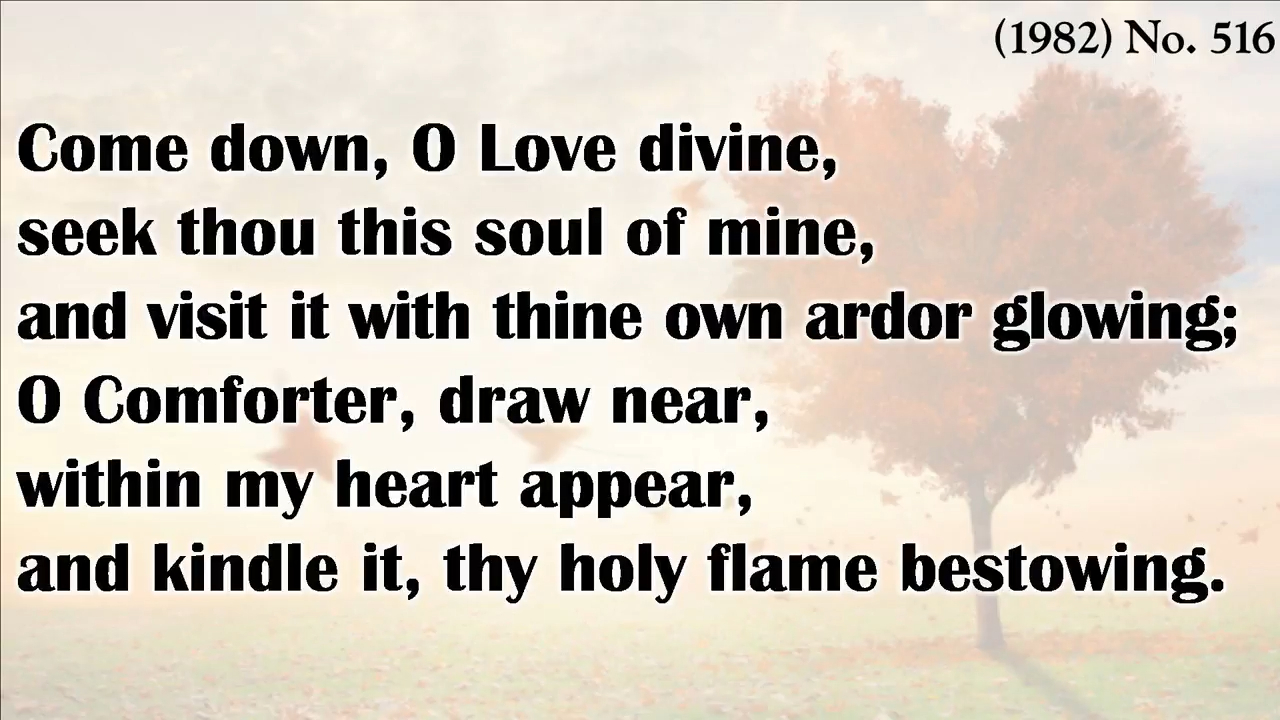 (1982) No. 516
Come down, O Love divine,
seek thou this soul of mine,
and visit it with thine own ardor glowing;
O Comforter, draw near,
within my heart appear,
and kindle it, thy holy flame bestowing.